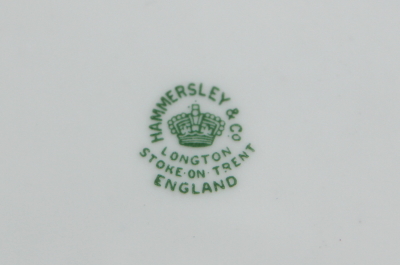 HAMMERSLEY & CO
LONGTON
STOKE-ON-TRENT
ENGLAND